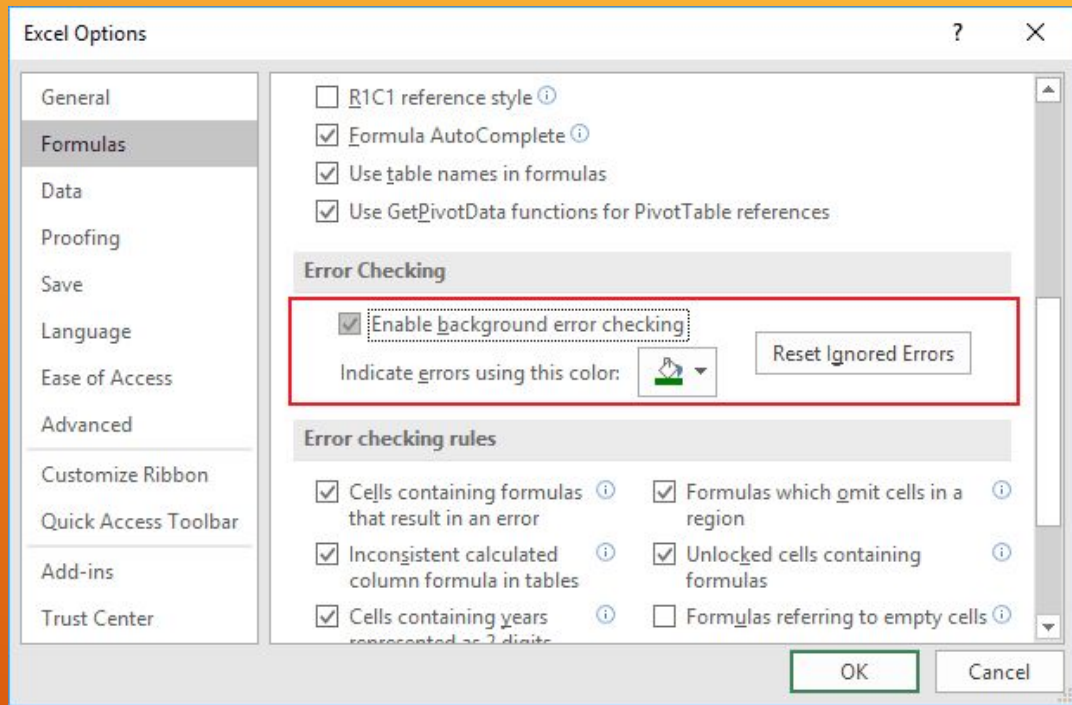 Excel Options
?
General
Formulas
Data
Proofing
Save
Language
Ease of Access
Advanced
Customize Ribbon
Quick Access Toolbar
Add-ins
Trust Center
R1C1 reference style
Formula AutoComplete
Use table names in formulas
Use GetPivotData functions for PivotTable references
Error Checking
Enable background error checking
Indicate errors using this color:
Reset Ignored Errors
Error checking rules
Cells containing formulas
that result in an error
Inconsistent calculated
column formula in tables
Cells containing years
represented as 2 digits
Formulas which omit cells in a
region
Unlocked cells containing
formulas
Formulas referring to empty cells
OK
Cancel